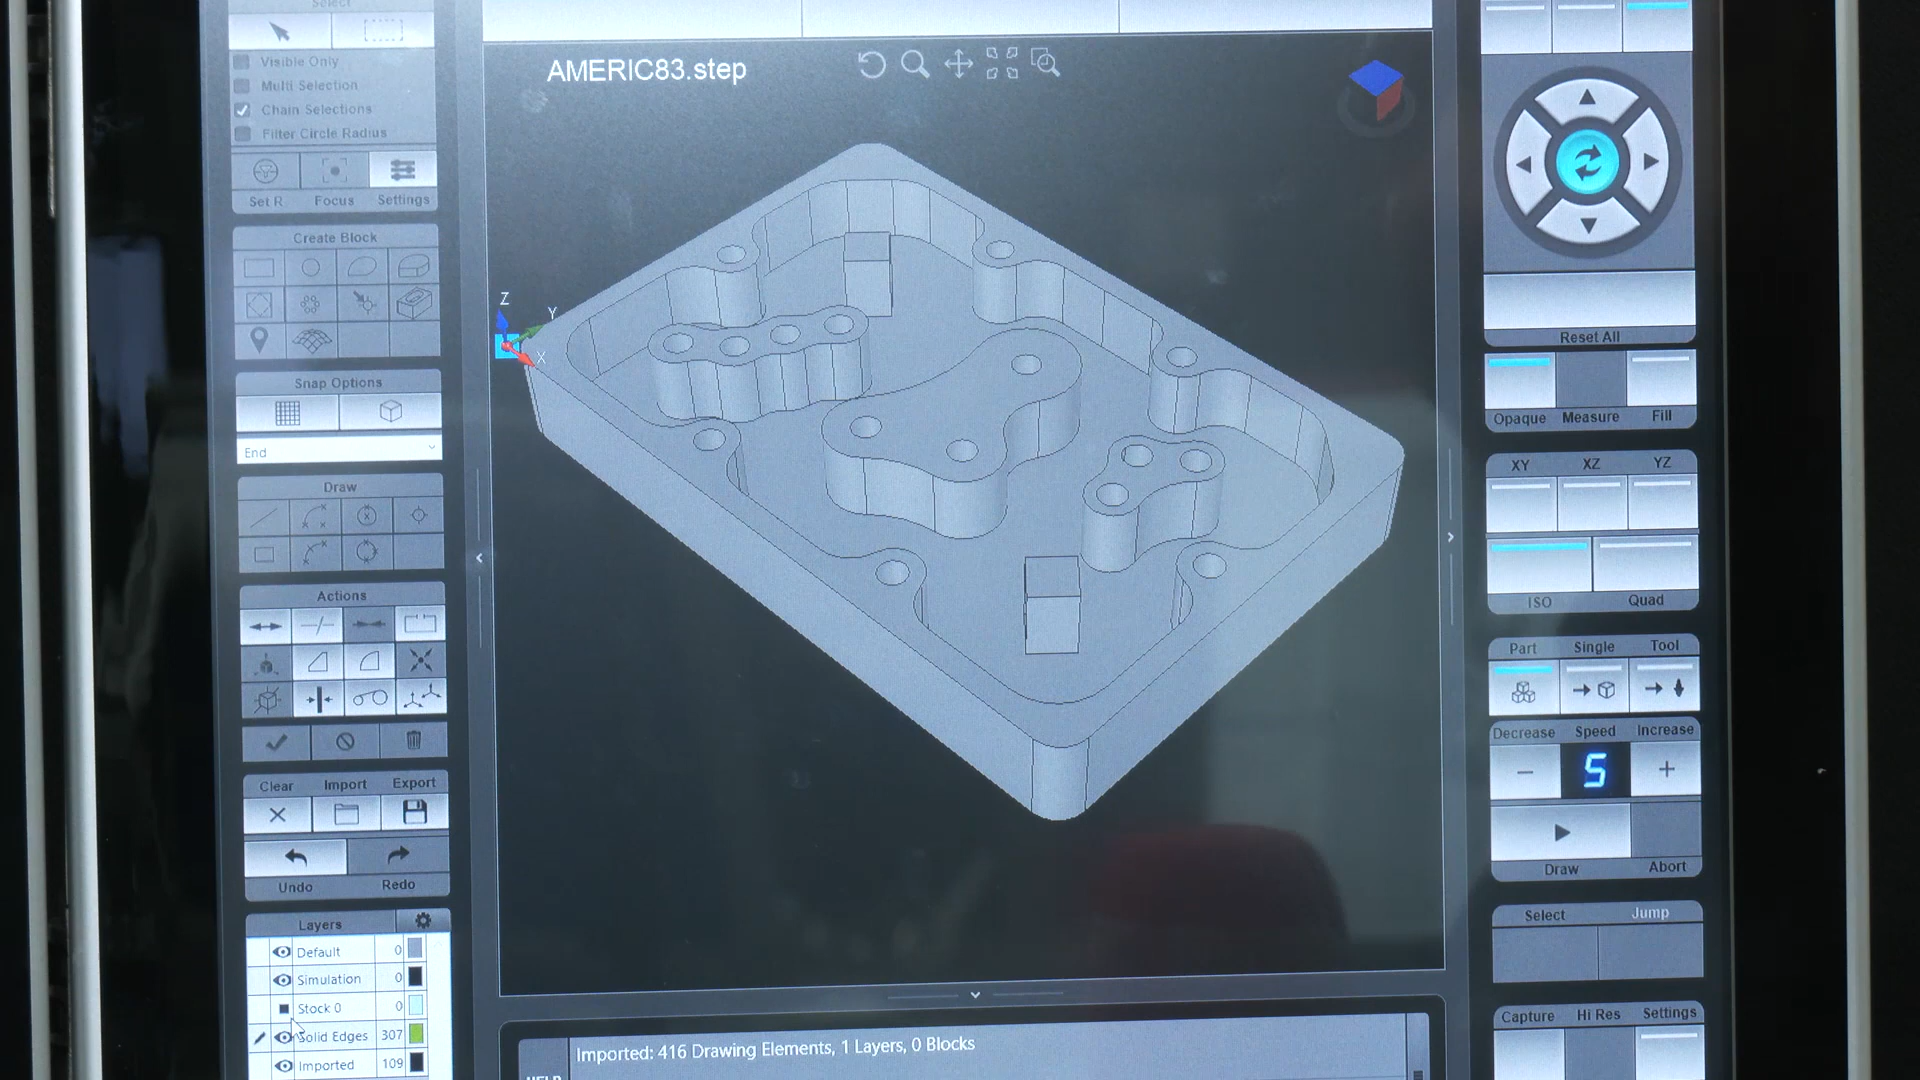 Select
Visible Only
Multi Selection
Chain Selections
Filter Circle Radius
Set R Focus Settings
Create Block
Snap Options
End
Draw
Actions
Clear Import Export
Undo Redo
Layers
Default 0
Simulation 0
Stock 0 0
Solid Edges 307
Imported 109
AMERIC83.step
Z
Y
X
Imported: 416 Drawing Elements, 1 Layers, 0 Blocks
HELP
Reset All
Opaque Measure Fill
XY XZ YZ
ISO Quad
Part Single Tool
Decrease Speed Increase
5
Draw Abort
Select Jump
Capture Hi Res Settings